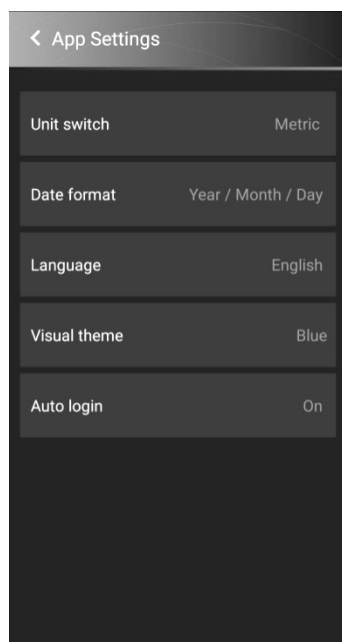 App Settings
Unit switch Metric
Date format Year / Month / Day
Language English
Visual theme Blue
Auto login On